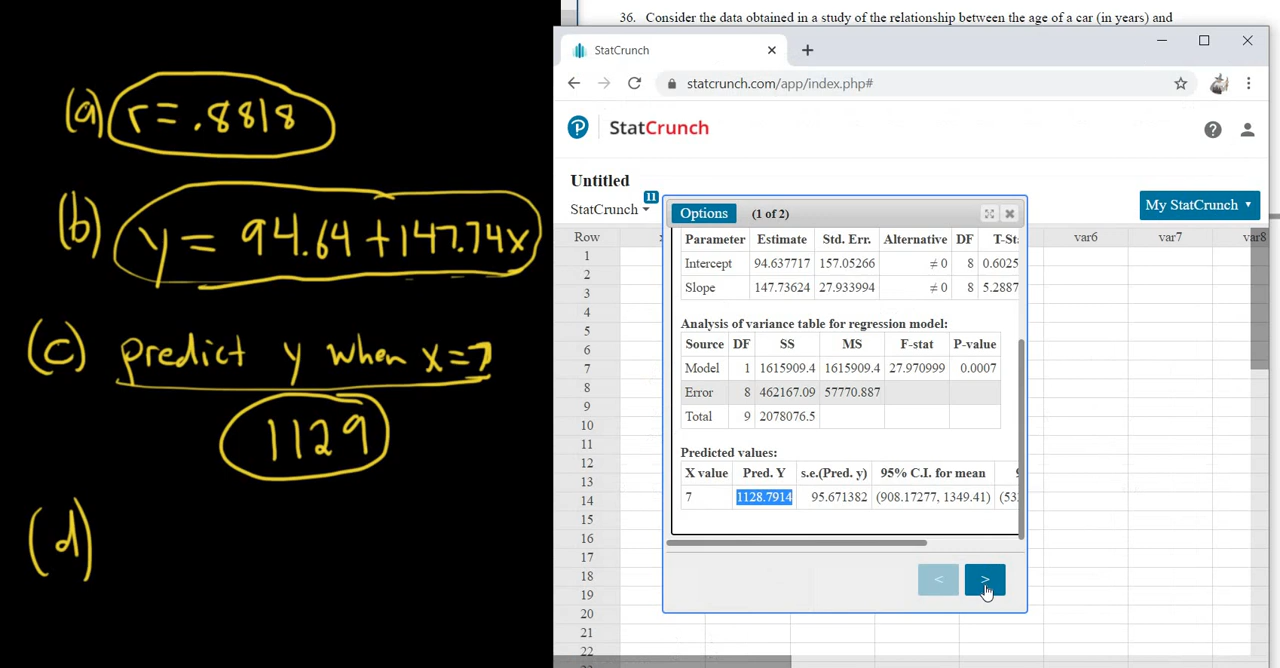 (a) r = .8818
(b) y = 94.64 + 147.74x
(c) predict y when x = 7
1129
(d)
36. Consider the data obtained in a study of the relationship between the age of a car (in years) and
StatCrunch
statcrunch.com/app/index.php#
StatCrunch
Untitled
StatCrunch
11
My StatCrunch
Row var6 var7 var8
1
2
3
4
5
6
7
8
9
10
11
12
13
14
15
16
17
18
19
20
21
22
Options (1 of 2)
Parameter Estimate Std. Err. Alternative DF T-St
Intercept 94.637717 157.05266 ≠ 0 8 0.6025
Slope 147.73624 27.933994 ≠ 0 8 5.2887
Analysis of variance table for regression model:
Source DF SS MS F-stat P-value
Model 1 1615909.4 1615909.4 27.970999 0.0007
Error 8 462167.09 57770.887
Total 9 2078076.5
Predicted values:
X value Pred. Y s.e.(Pred. y) 95% C.I. for mean
7 1128.7914 95.671382 (908.17277, 1349.41) (53
< >